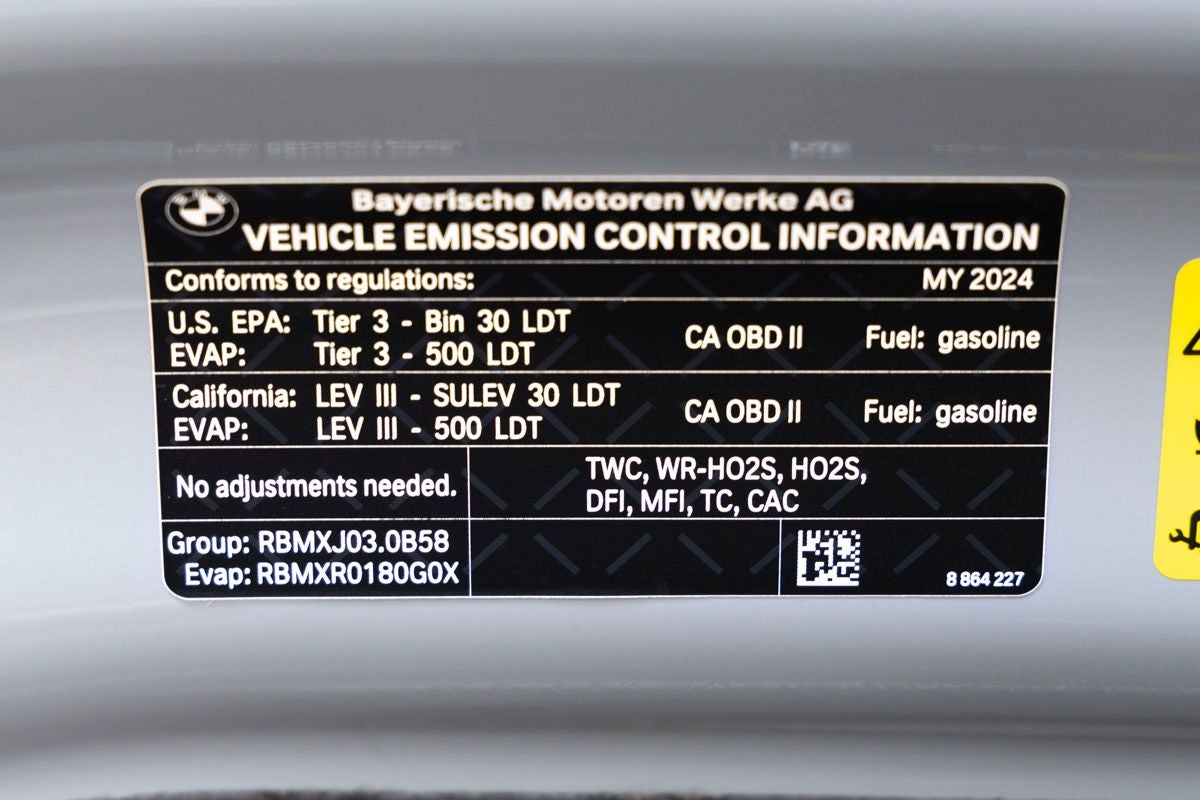 BMW
Bayerische Motoren Werke AG
VEHICLE EMISSION CONTROL INFORMATION
Conforms to regulations: MY 2024
U.S. EPA: Tier 3 - Bin 30 LDT CA OBD II Fuel: gasoline
EVAP: Tier 3 - 500 LDT
California: LEV III - SULEV 30 LDT CA OBD II Fuel: gasoline
EVAP: LEV III - 500 LDT
No adjustments needed.
TWC, WR-HO2S, HO2S,
DFI, MFI, TC, CAC
Group: RBMXJ03.0B58
Evap: RBMXR0180G0X
8 864 227